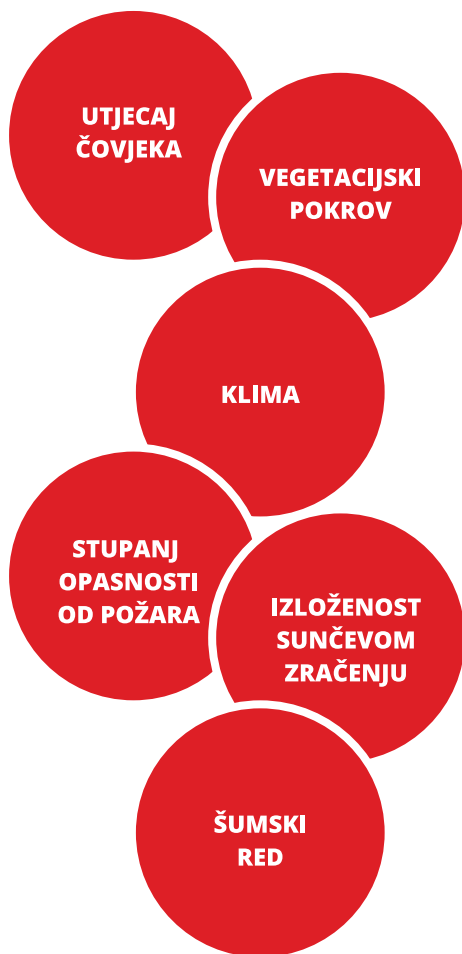 UTJECAJ
ČOVJEKA
VEGETACIJSKI
POKROV
KLIMA
STUPANJ
OPASNOSTI
OD POŽARA
IZLOŽENOST
SUNČEVOM
ZRAČENJU
ŠUMSKI
RED